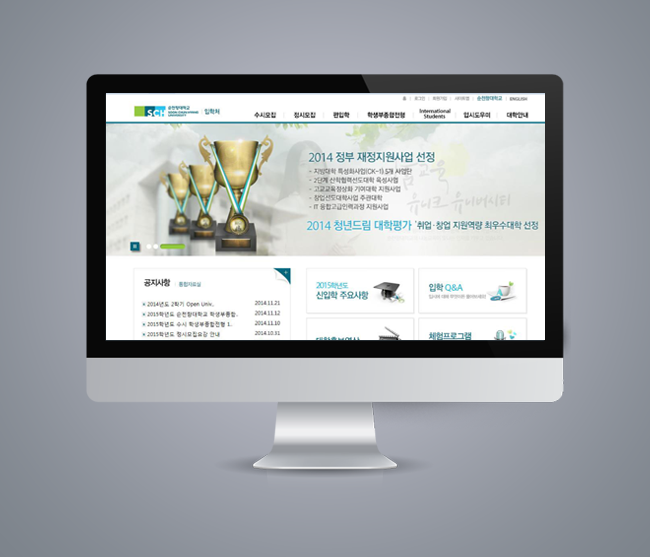 홈 | 로그인 | 회원가입 | 사이트맵 | 순천향대학교 | ENGLISH
SCH 순천향대학교 입학처
SOON CHUN HYANG
UNIVERSITY
수시모집 정시모집 편입학 학생부종합전형 International Students 입시도우미 대학안내
2014 정부 재정지원사업 선정
- 지방대학 특성화사업(CK-1) 5개 사업단
- 2단계 산학협력선도대학 육성사업
- 고교교육정상화 기여대학 지원사업
- 창업선도대학사업 주관대학
- IT 융합고급인력과정 지원사업
유니크 유니버시티
2014 청년드림 대학평가 '취업·창업 지원역량 최우수대학 선정
공지사항 · 통합자료실
2014년도 2학기 Open Univ.. 2014.11.21
2015학년도 순천향대학교 학생부종합.. 2014.11.12
2015학년도 수시 학생부종합전형 1.. 2014.11.10
2015학년도 정시모집요강 안내 2014.10.31
2015학년도
신입학 주요사항
입학 Q&A
대학홍보영상
체험프로그램